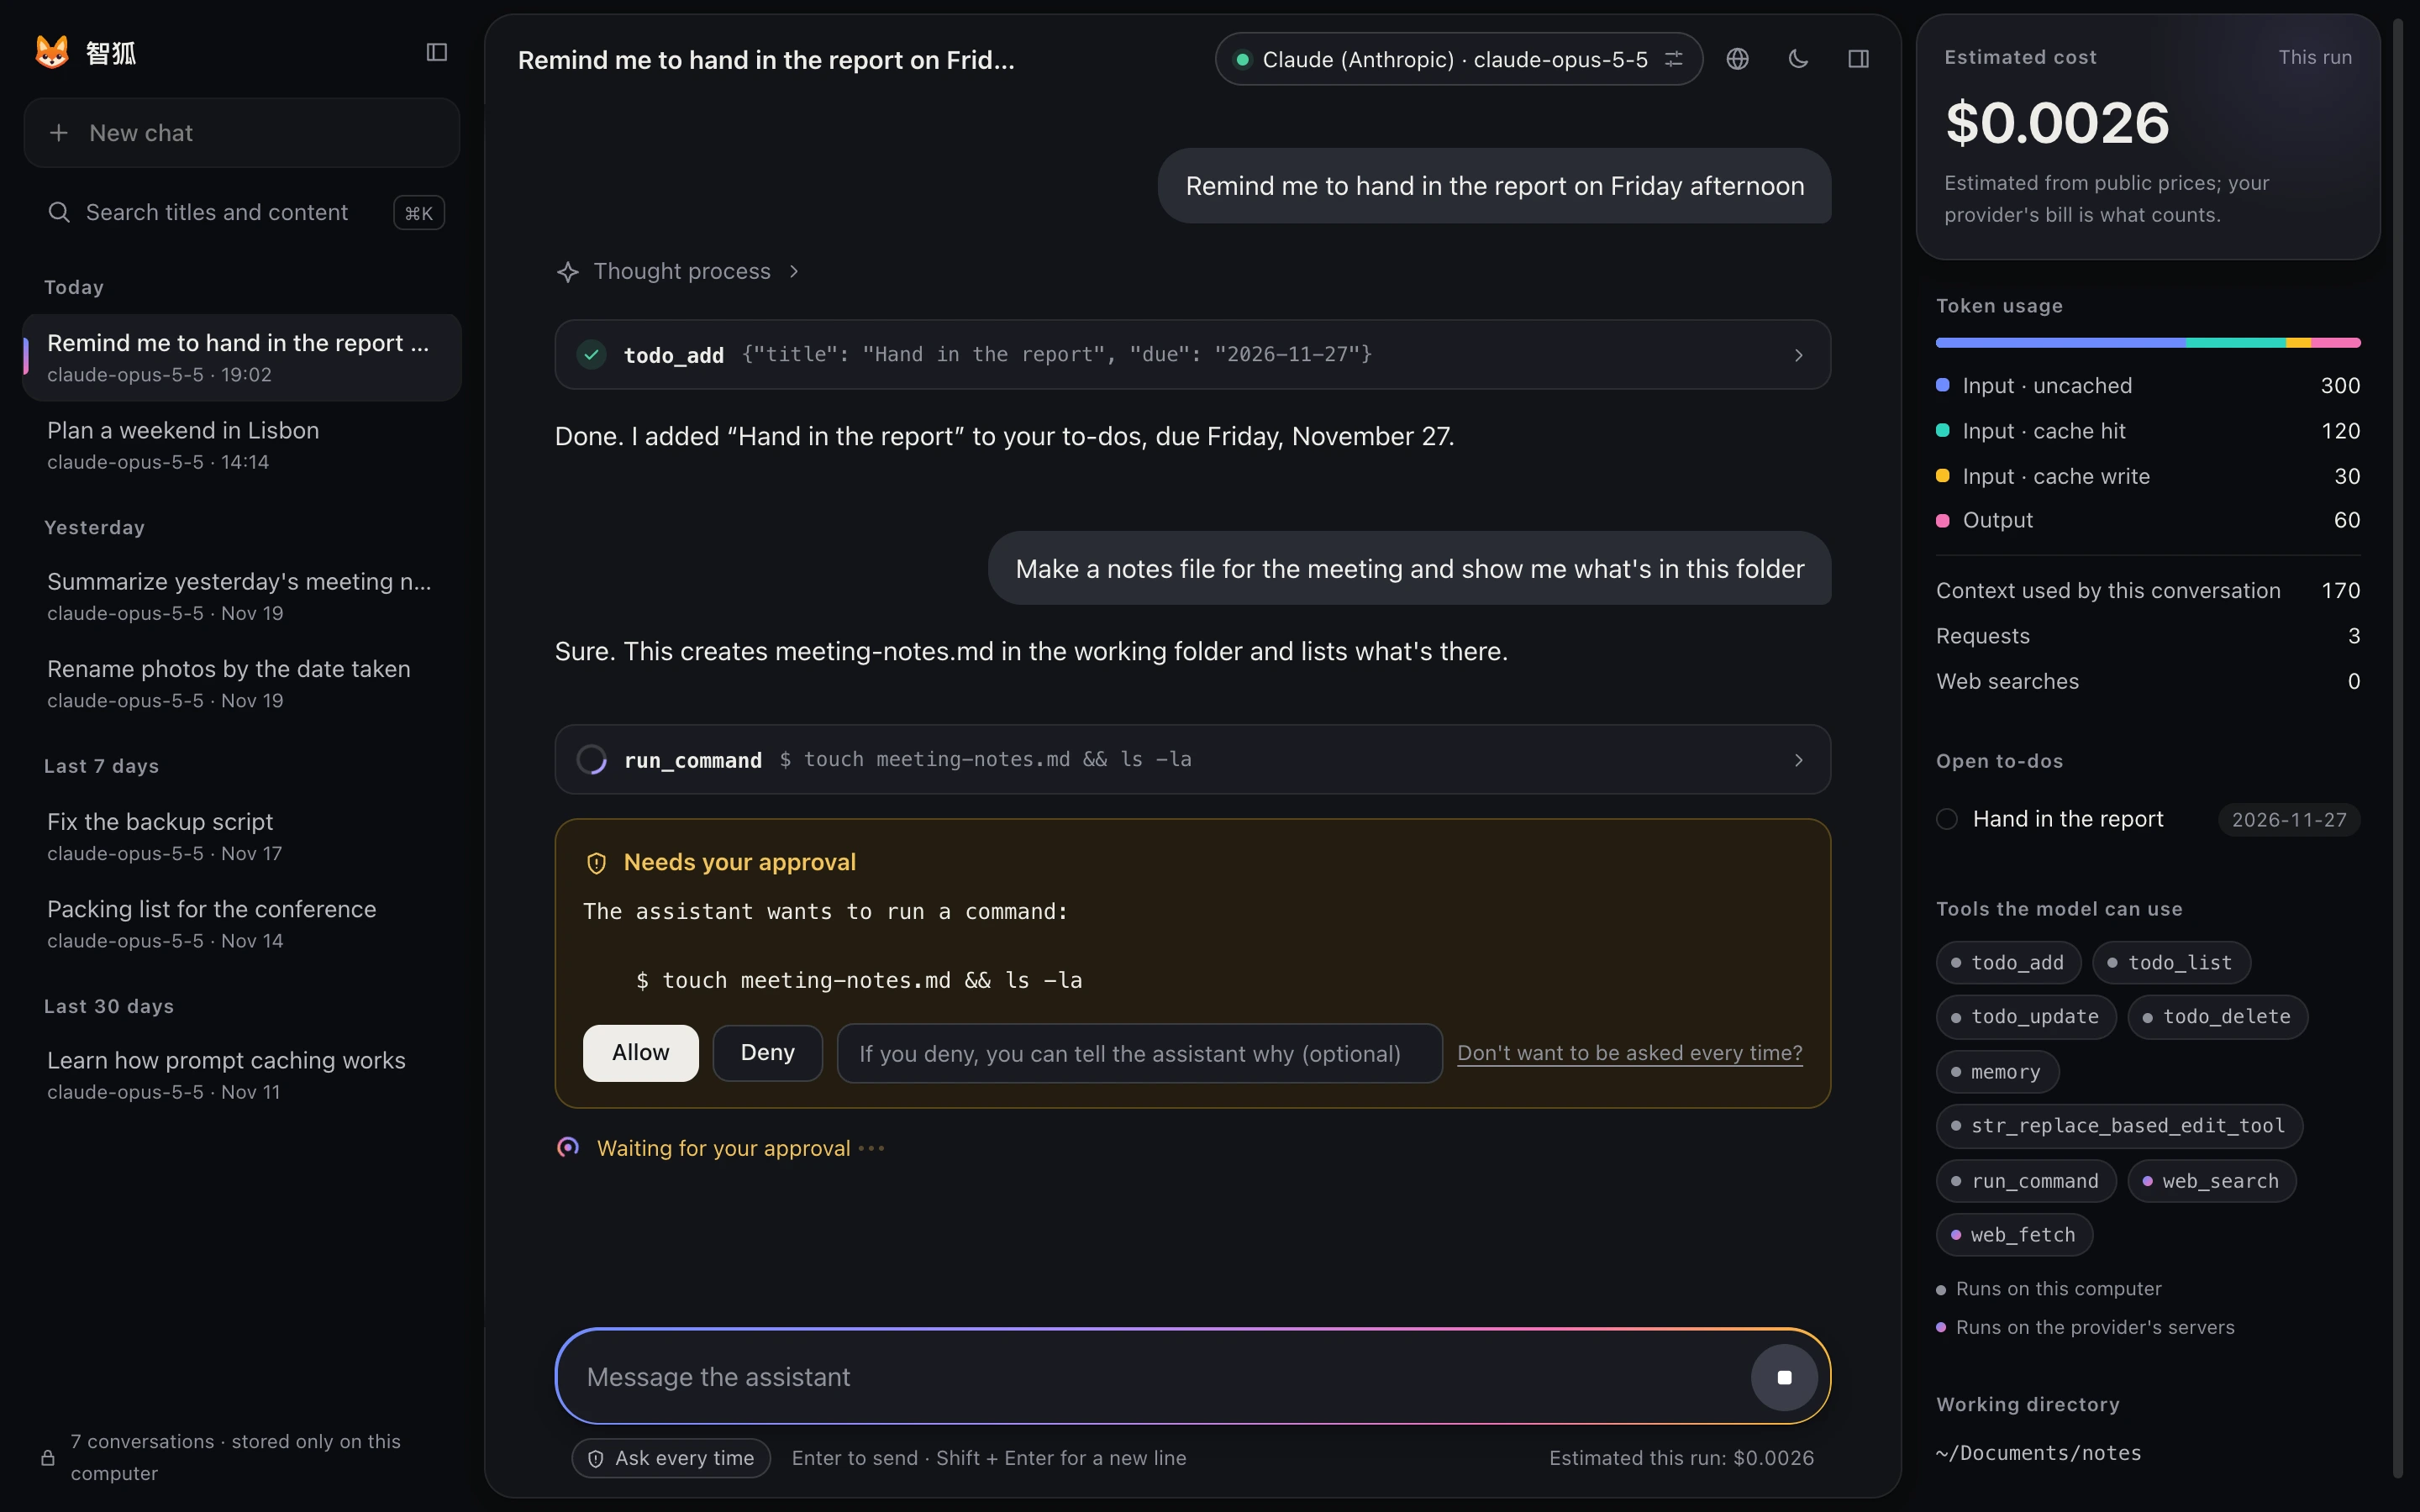 智狐
New chat
Search titles and content ⌘K
Today
Remind me to hand in the report ...
claude-opus-5-5 · 19:02
Plan a weekend in Lisbon
claude-opus-5-5 · 14:14
Yesterday
Summarize yesterday's meeting n...
claude-opus-5-5 · Nov 19
Rename photos by the date taken
claude-opus-5-5 · Nov 19
Last 7 days
Fix the backup script
claude-opus-5-5 · Nov 17
Packing list for the conference
claude-opus-5-5 · Nov 14
Last 30 days
Learn how prompt caching works
claude-opus-5-5 · Nov 11
7 conversations · stored only on this
computer
Remind me to hand in the report on Frid...
Claude (Anthropic) · claude-opus-5-5
Remind me to hand in the report on Friday afternoon
Thought process
todo_add {"title": "Hand in the report", "due": "2026-11-27"}
Done. I added “Hand in the report” to your to-dos, due Friday, November 27.
Make a notes file for the meeting and show me what's in this folder
Sure. This creates meeting-notes.md in the working folder and lists what's there.
run_command $ touch meeting-notes.md && ls -la
Needs your approval
The assistant wants to run a command:
$ touch meeting-notes.md && ls -la
Allow Deny If you deny, you can tell the assistant why (optional) Don't want to be asked every time?
Waiting for your approval
Message the assistant
Ask every time Enter to send · Shift + Enter for a new line Estimated this run: $0.0026
Estimated cost This run
$0.0026
Estimated from public prices; your
provider's bill is what counts.
Token usage
Input · uncached 300
Input · cache hit 120
Input · cache write 30
Output 60
Context used by this conversation 170
Requests 3
Web searches 0
Open to-dos
Hand in the report 2026-11-27
Tools the model can use
todo_add todo_list
todo_update todo_delete
memory
str_replace_based_edit_tool
run_command web_search
web_fetch
Runs on this computer
Runs on the provider's servers
Working directory
~/Documents/notes